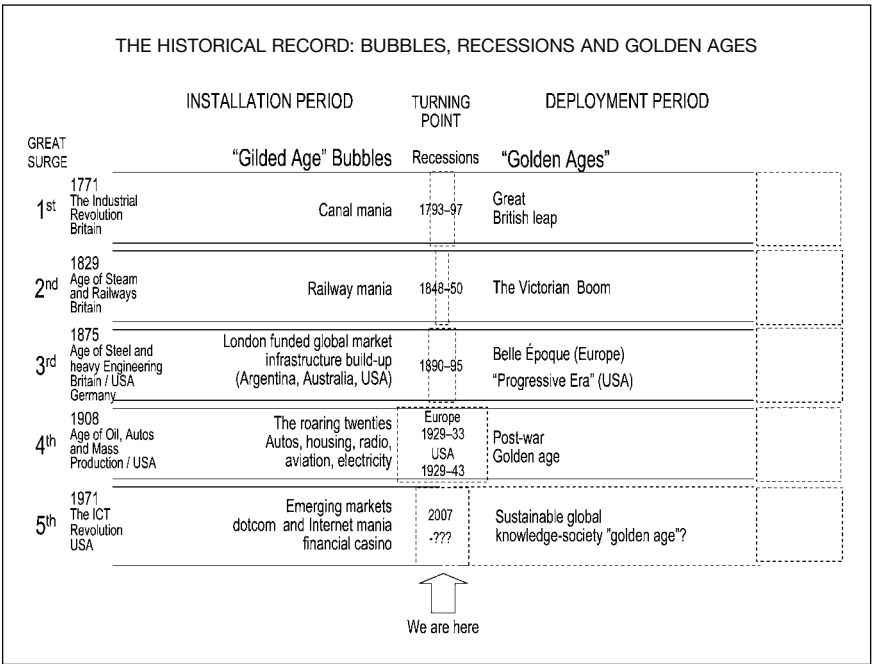 THE HISTORICAL RECORD: BUBBLES, RECESSIONS AND GOLDEN AGES
INSTALLATION PERIOD
TURNING
POINT
DEPLOYMENT PERIOD
GREAT
SURGE
"Gilded Age" Bubbles
Recessions
"Golden Ages"
1st
1771
The Industrial
Revolution
Britain
Canal mania
1793–97
Great
British leap
2nd
1829
Age of Steam
and Railways
Britain
Railway mania
1848–50
The Victorian Boom
3rd
1875
Age of Steel and
heavy Engineering
Britain / USA
Germany
London funded global market
infrastructure build-up
(Argentina, Australia, USA)
1890–95
Belle Époque (Europe)
"Progressive Era" (USA)
4th
1908
Age of Oil, Autos
and Mass
Production / USA
The roaring twenties
Autos, housing, radio,
aviation, electricity
Europe
1929–33
USA
1929–43
Post-war
Golden age
5th
1971
The ICT
Revolution
USA
Emerging markets
dotcom and Internet mania
financial casino
2007
-???
Sustainable global
knowledge-society "golden age"?
We are here